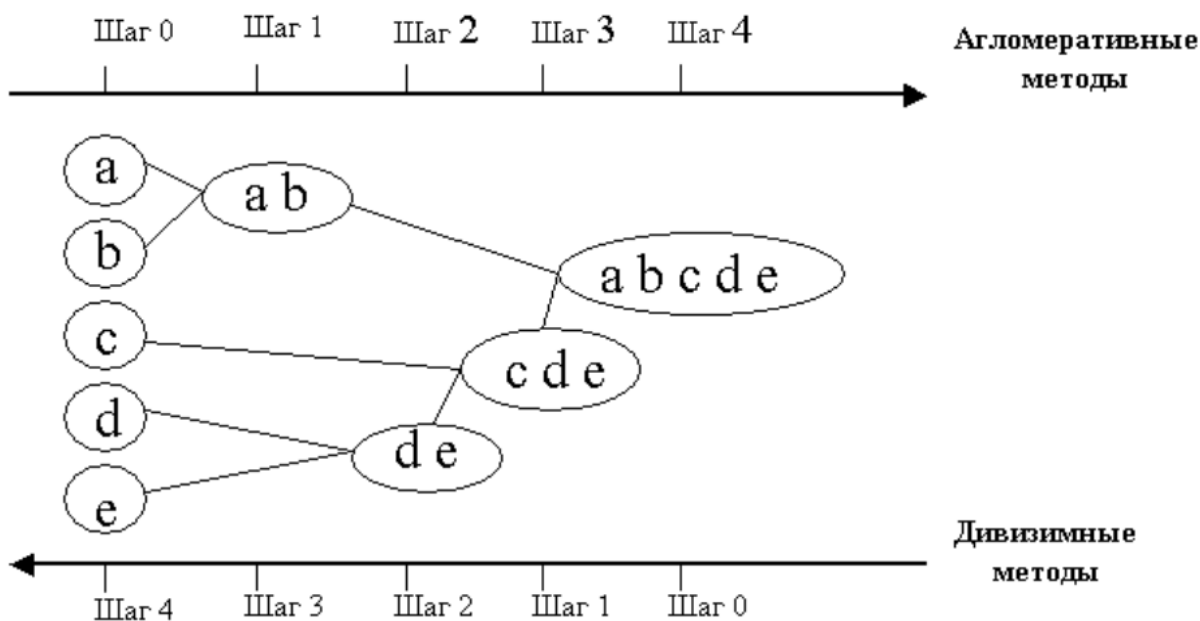 Шаг 0 Шаг 1 Шаг 2 Шаг 3 Шаг 4
Агломеративные
методы
a
a b
b
a b c d e
c
c d e
d
d e
e
Дивизимные
методы
Шаг 4 Шаг 3 Шаг 2 Шаг 1 Шаг 0